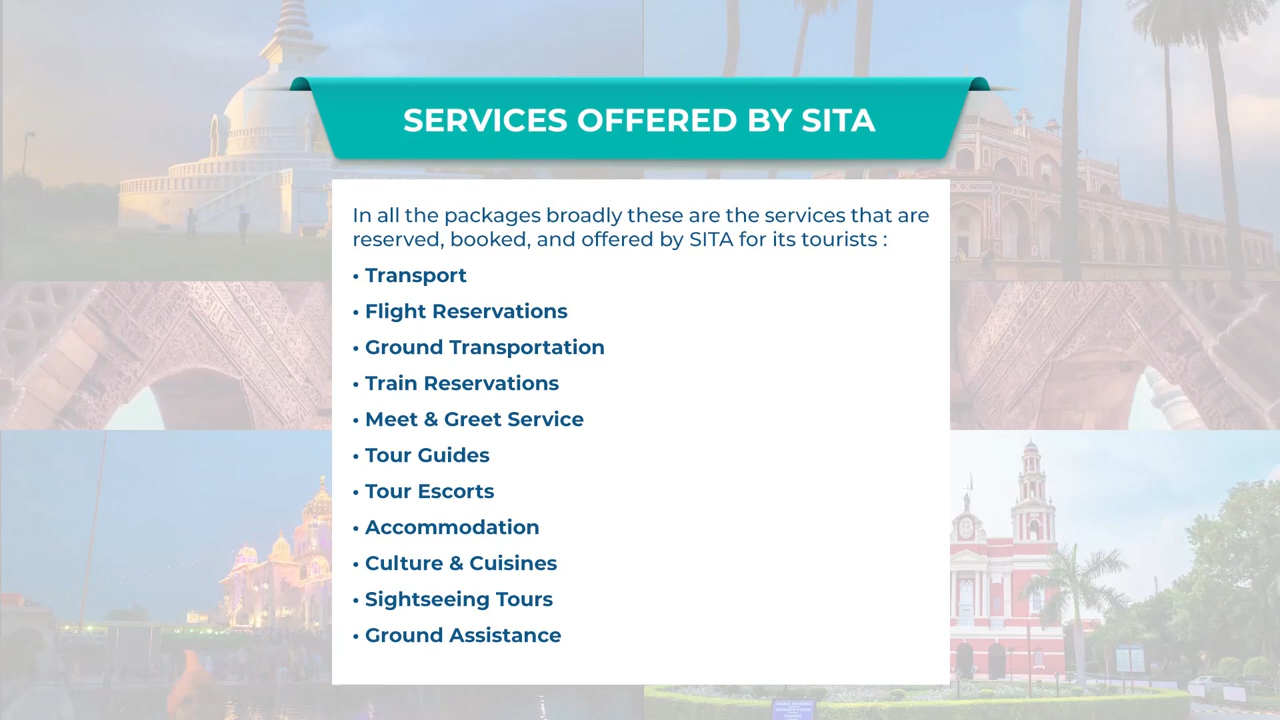 SERVICES OFFERED BY SITA
In all the packages broadly these are the services that are
reserved, booked, and offered by SITA for its tourists :
• Transport
• Flight Reservations
• Ground Transportation
• Train Reservations
• Meet & Greet Service
• Tour Guides
• Tour Escorts
• Accommodation
• Culture & Cuisines
• Sightseeing Tours
• Ground Assistance